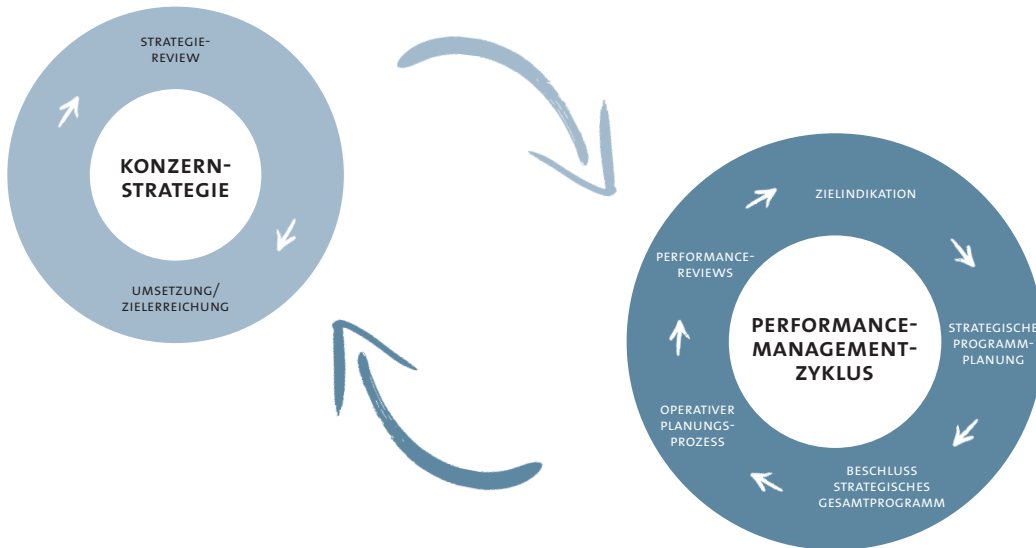 STRATEGIE-
REVIEW
KONZERN-
STRATEGIE
UMSETZUNG/
ZIELERREICHUNG
ZIELINDIKATION
PERFORMANCE-
REVIEWS
PERFORMANCE-
MANAGEMENT-
ZYKLUS
STRATEGISCHE
PROGRAMM-
PLANUNG
OPERATIVER
PLANUNGS-
PROZESS
BESCHLUSS
STRATEGISCHES
GESAMTPROGRAMM